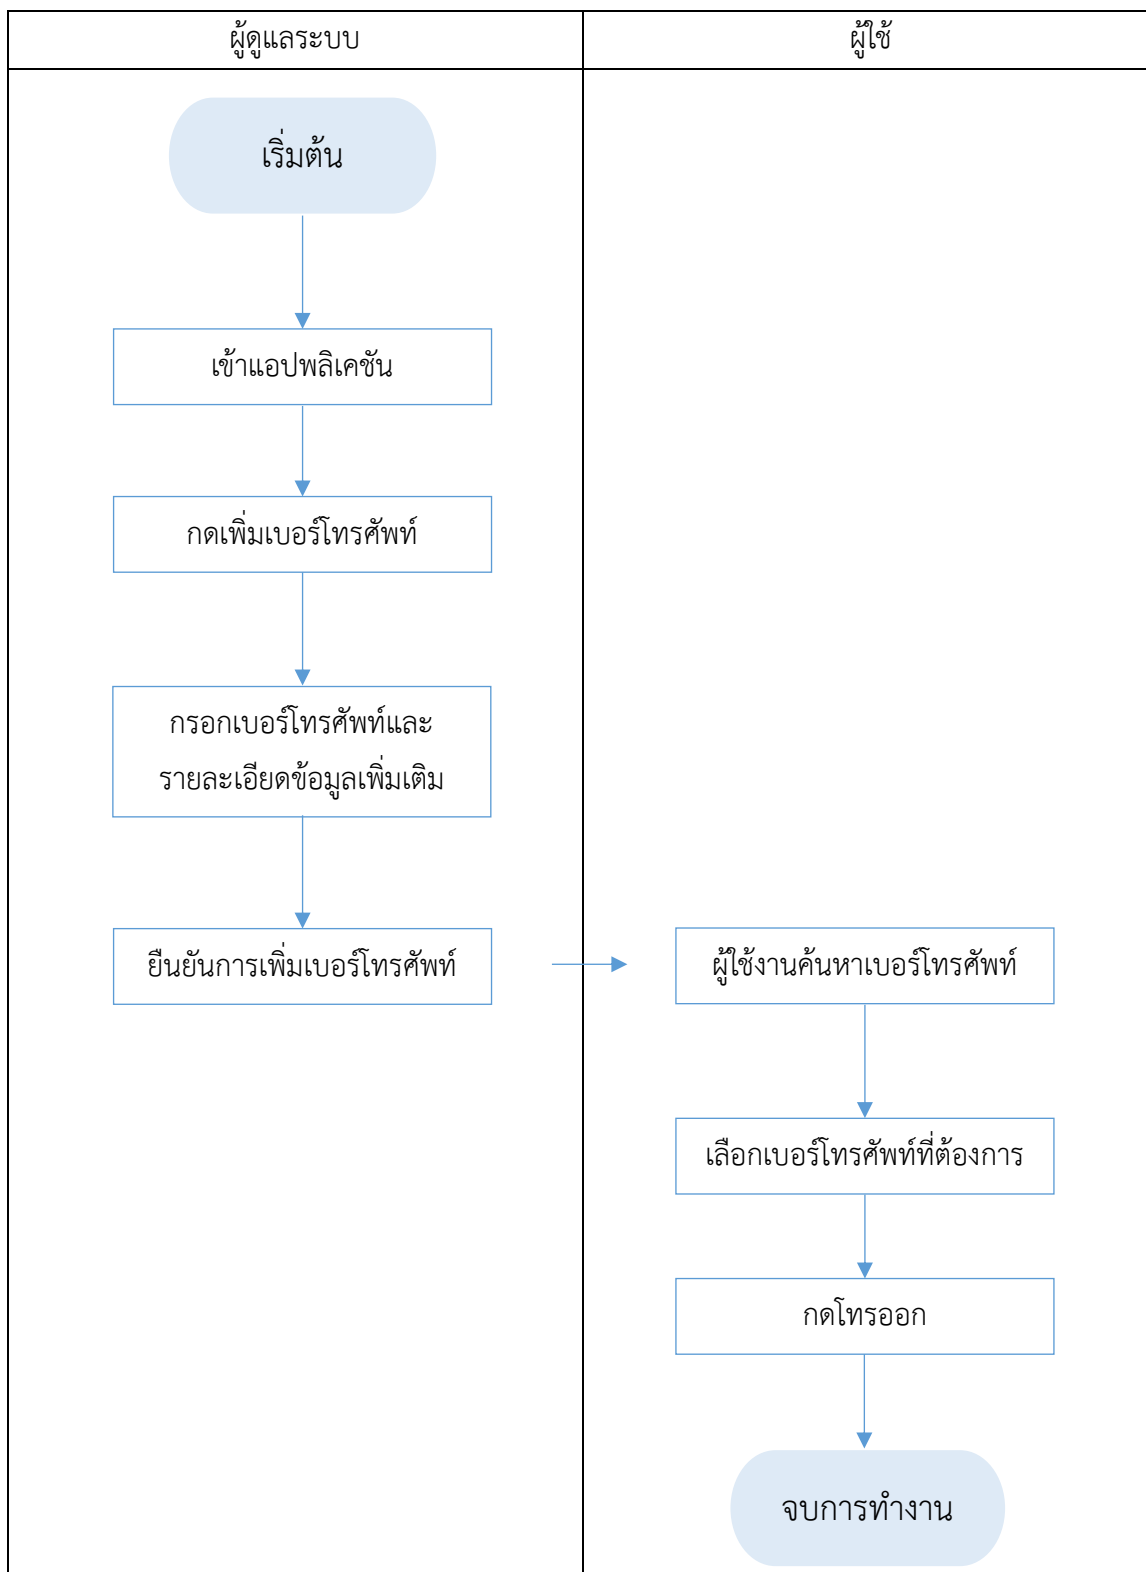 ผู้ดูแลระบบ
ผู้ใช้
เริ่มต้น
เข้าแอปพลิเคชัน
กดเพิ่มเบอร์โทรศัพท์
กรอกเบอร์โทรศัพท์และ
รายละเอียดข้อมูลเพิ่มเติม
ยืนยันการเพิ่มเบอร์โทรศัพท์
ผู้ใช้งานค้นหาเบอร์โทรศัพท์
เลือกเบอร์โทรศัพท์ที่ต้องการ
กดโทรออก
จบการทำงาน